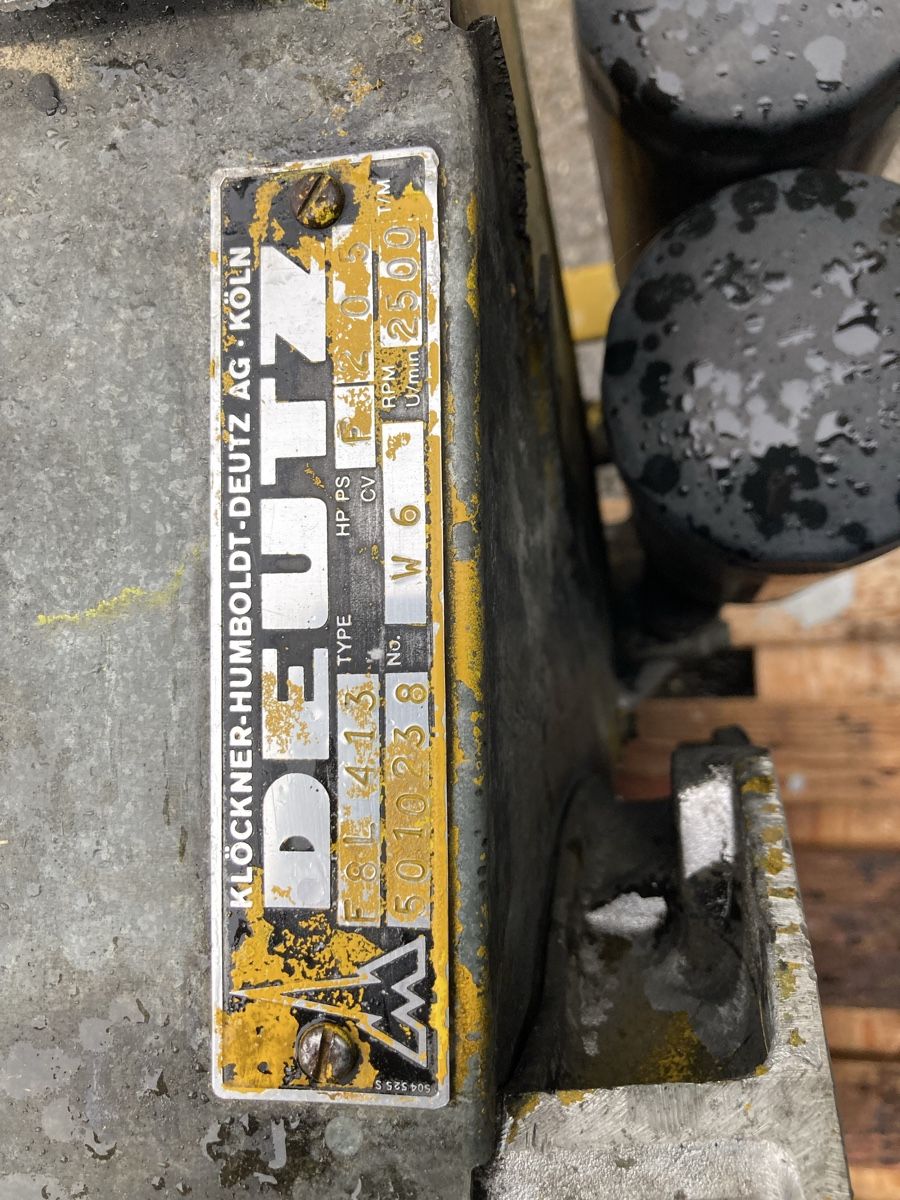 KLÖCKNER-HUMBOLDT-DEUTZ AG · KÖLN
DEUTZ
F8L 413 TYPE HP PS CV F 205
5010238 No. W6 RPM U/min 2500 T/M
504 525 S